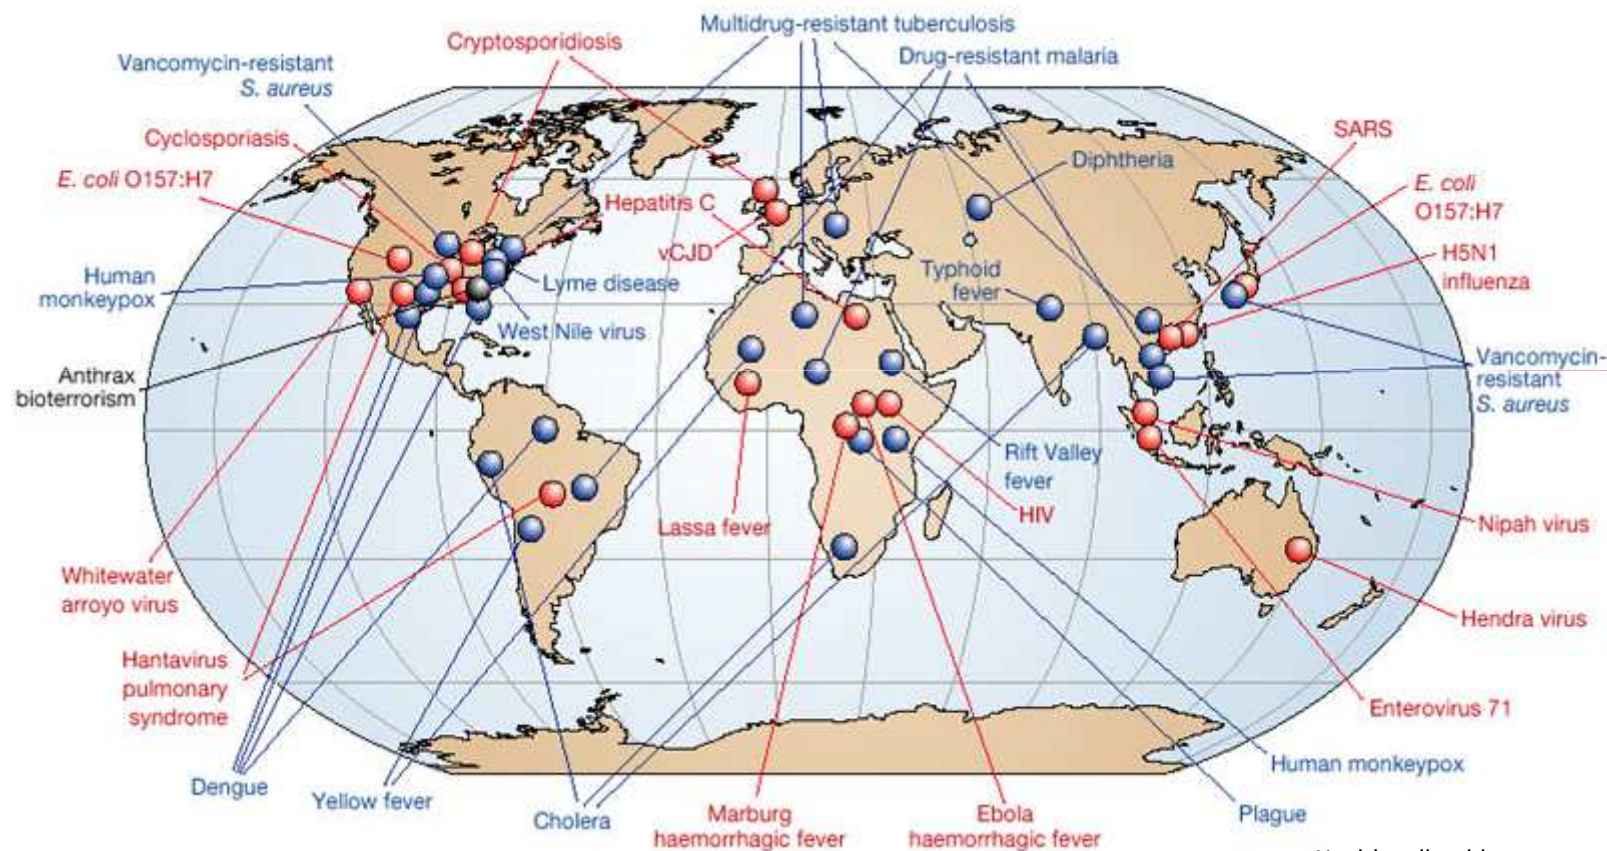 Multidrug-resistant tuberculosis
Cryptosporidiosis
Drug-resistant malaria
Vancomycin-resistant
S. aureus
Cyclosporiasis
SARS
E. coli O157:H7
Diphtheria
E. coli
O157:H7
Hepatitis C
vCJD
H5N1
influenza
Human
monkeypox
Lyme disease
Typhoid
fever
West Nile virus
Anthrax
bioterrorism
Vancomycin-
resistant
S. aureus
Rift Valley
fever
Lassa fever
HIV
Nipah virus
Whitewater
arroyo virus
Hendra virus
Hantavirus
pulmonary
syndrome
Enterovirus 71
Human monkeypox
Dengue
Yellow fever
Cholera
Marburg
haemorrhagic fever
Ebola
haemorrhagic fever
Plague